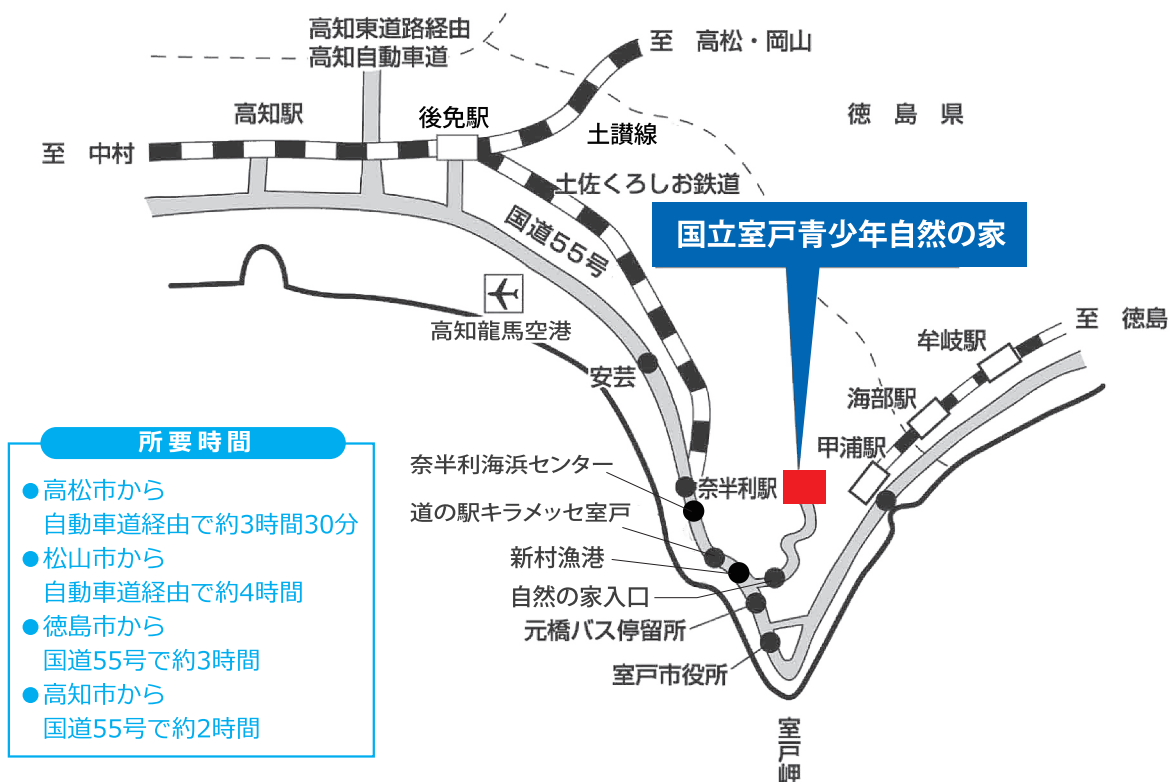 高知東道路経由
高知自動車道
至 高松・岡山
高知駅
後免駅
土讃線
徳島県
至 中村
土佐くろしお鉄道
国道55号
国立室戸青少年自然の家
高知龍馬空港
至 徳島
牟岐駅
安芸
海部駅
甲浦駅
奈半利海浜センター
奈半利駅
道の駅キラメッセ室戸
新村漁港
自然の家入口
元橋バス停留所
室戸市役所
室戸岬
所要時間
●高松市から
自動車道経由で約3時間30分
●松山市から
自動車道経由で約4時間
●徳島市から
国道55号で約3時間
●高知市から
国道55号で約2時間